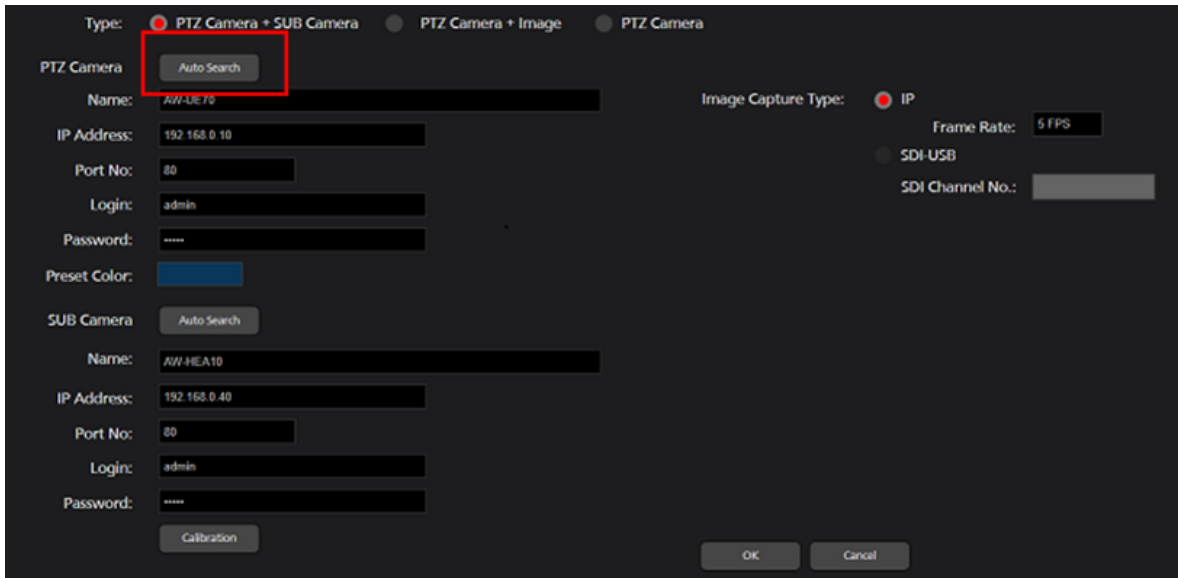 Type: PTZ Camera + SUB Camera PTZ Camera + Image PTZ Camera
PTZ Camera Auto Search
Name: AW-UE70
IP Address: 192.168.0.10
Port No: 80
Login: admin
Password: •••••
Preset Color:
SUB Camera Auto Search
Name: AW-HEA10
IP Address: 192.168.0.40
Port No: 80
Login: admin
Password: •••••
Calibration
Image Capture Type: IP
Frame Rate: 5 FPS
SDI-USB
SDI Channel No.:
OK Cancel